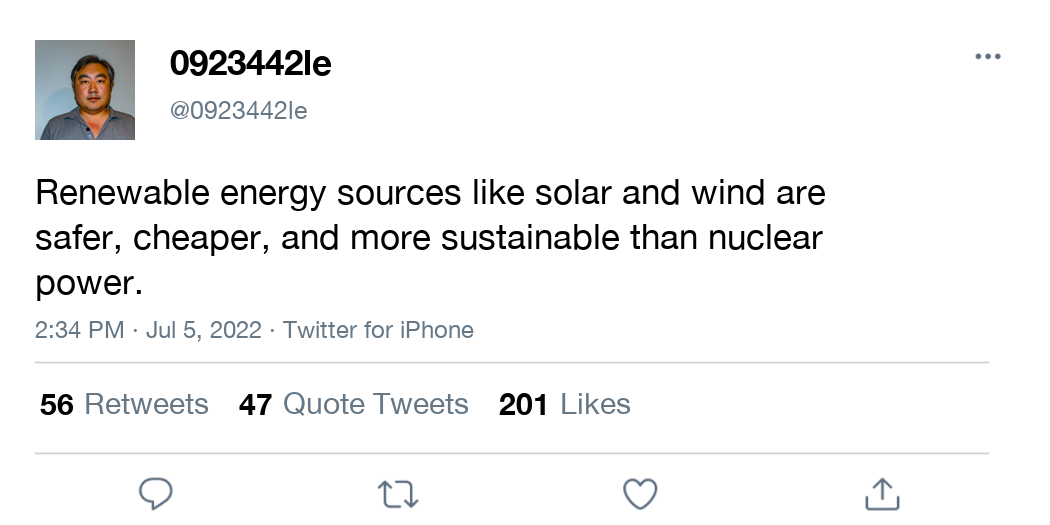 0923442le
@0923442le
Renewable energy sources like solar and wind are
safer, cheaper, and more sustainable than nuclear
power.
2:34 PM · Jul 5, 2022 · Twitter for iPhone
56 Retweets 47 Quote Tweets 201 Likes